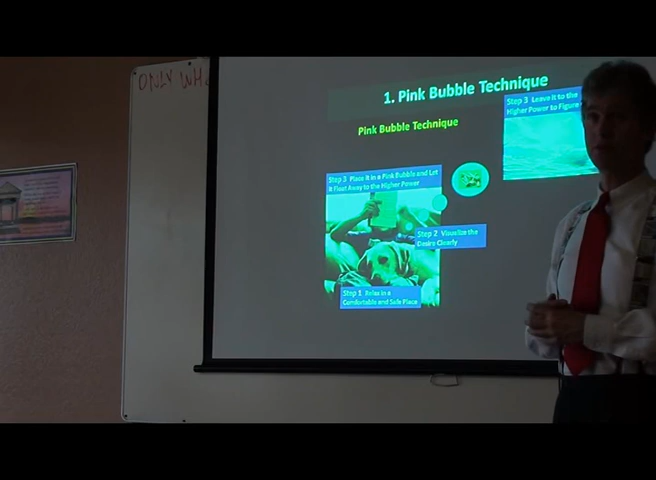 ONLY WH
1. Pink Bubble Technique
Pink Bubble Technique
Step 3 Leave it to the
Higher Power to Figure
Step 3 Place it in a Pink Bubble and Let
it Float Away to the Higher Power
Step 2 Visualize the
Desire Clearly
Step 1 Relax in a
Comfortable and Safe Place